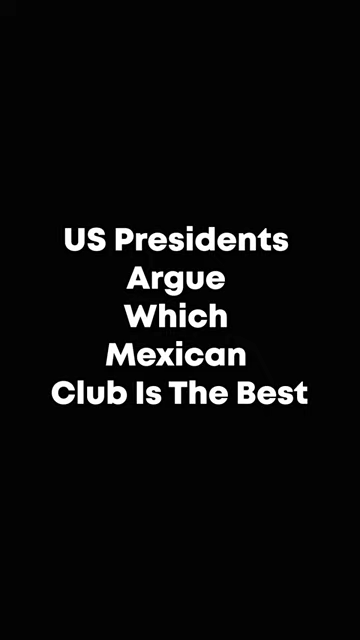 US Presidents
Argue
Which
Mexican
Club Is The Best